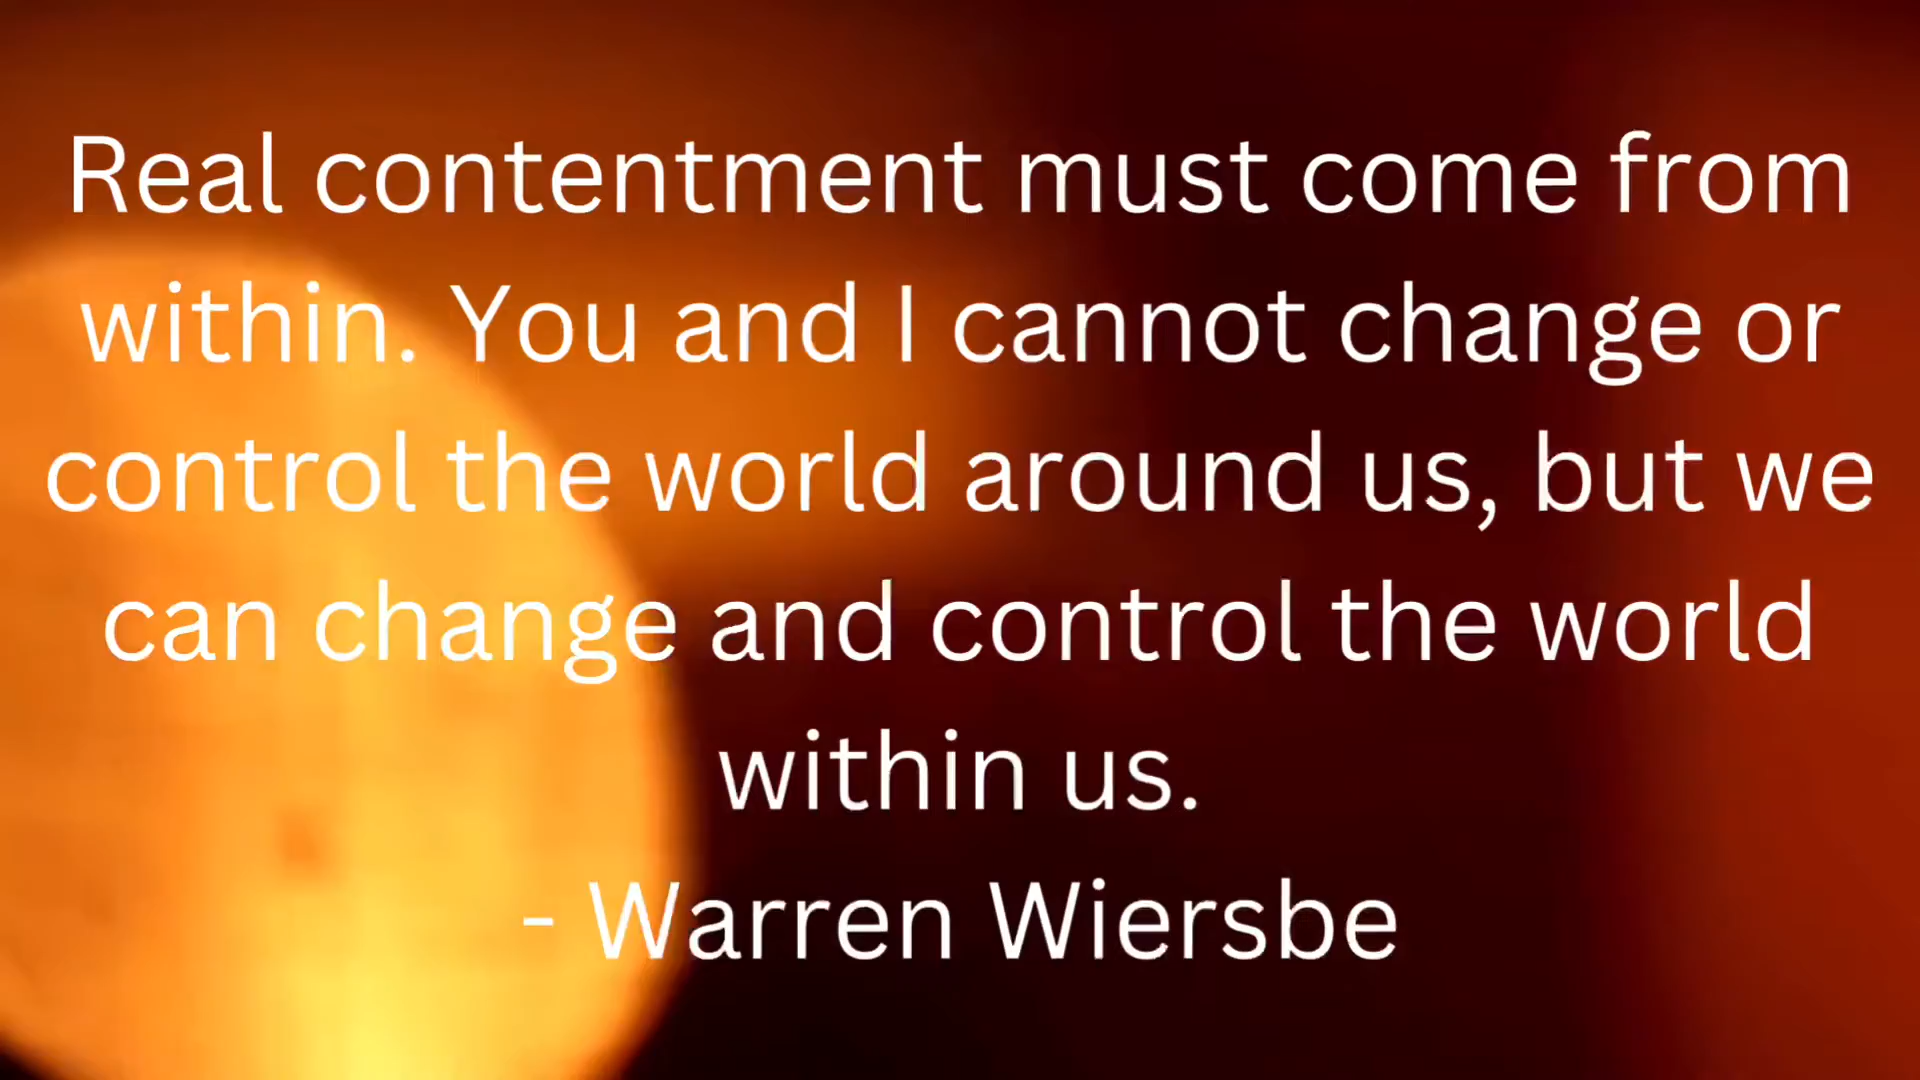 Real contentment must come from
within. You and I cannot change or
control the world around us, but we
can change and control the world
within us.
- Warren Wiersbe